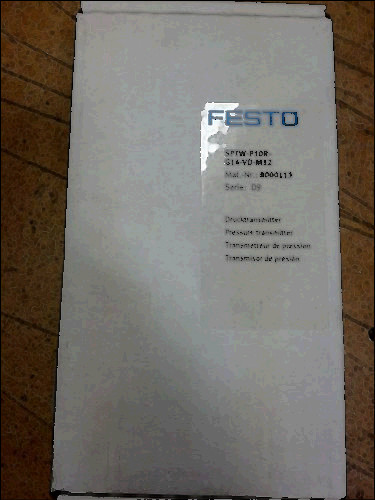 FESTO
SPTW-P10R-
G14-VD-M12
Mat.-Nr.: 8000113
Serie: D9
Drucktransmitter
Pressure transmitter
Transmetteur de pression
Transmisor de presión